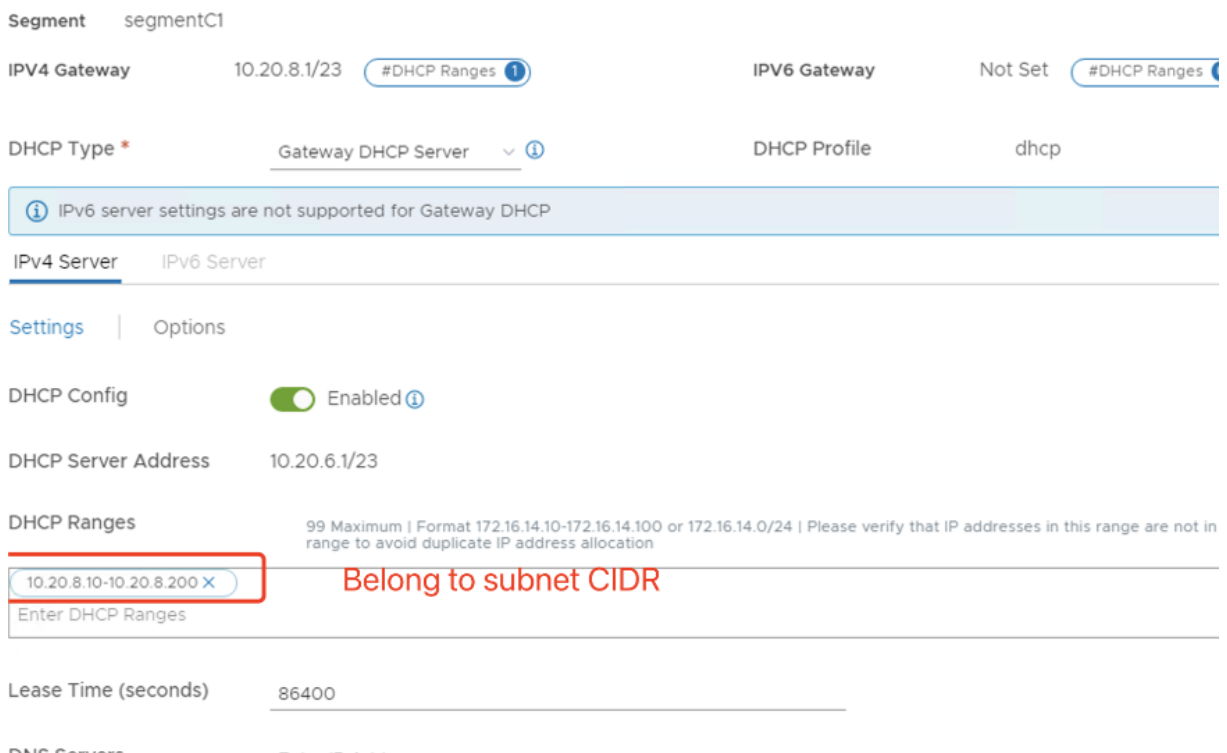 Segment segmentC1
IPV4 Gateway 10.20.8.1/23 #DHCP Ranges 1 IPV6 Gateway Not Set #DHCP Ranges
DHCP Type * Gateway DHCP Server DHCP Profile dhcp
IPv6 server settings are not supported for Gateway DHCP
IPv4 Server IPv6 Server
Settings Options
DHCP Config Enabled
DHCP Server Address 10.20.6.1/23
DHCP Ranges 99 Maximum | Format 172.16.14.10-172.16.14.100 or 172.16.14.0/24 | Please verify that IP addresses in this range are not in
range to avoid duplicate IP address allocation
10.20.8.10-10.20.8.200 × Belong to subnet CIDR
Enter DHCP Ranges
Lease Time (seconds) 86400
DNS Servers